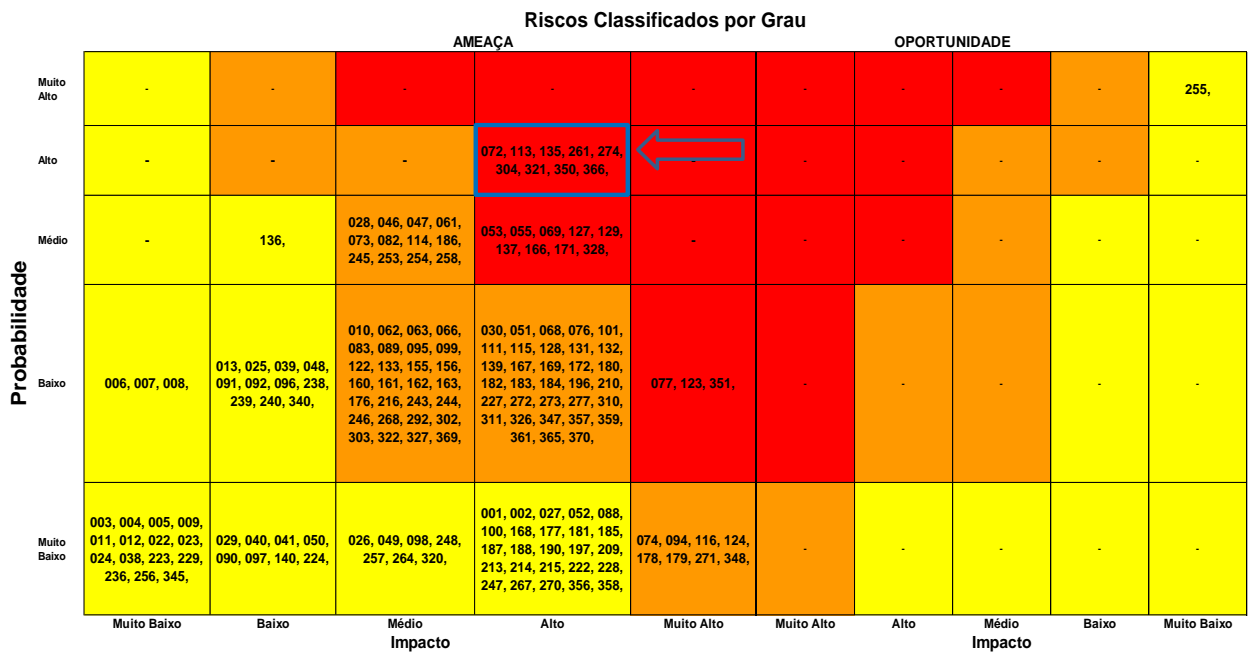 Riscos Classificados por Grau
AMEAÇA
OPORTUNIDADE
Probabilidade
Muito
Alto
-
-
-
-
-
-
-
-
-
255,
Alto
-
-
-
072, 113, 135, 261, 274,
304, 321, 350, 366,
-
-
-
-
-
-
Médio
-
136,
028, 046, 047, 061,
073, 082, 114, 186,
245, 253, 254, 258,
053, 055, 069, 127, 129,
137, 166, 171, 328,
-
-
-
-
-
-
Baixo
006, 007, 008,
013, 025, 039, 048,
091, 092, 096, 238,
239, 240, 340,
010, 062, 063, 066,
083, 089, 095, 099,
122, 133, 155, 156,
160, 161, 162, 163,
176, 216, 243, 244,
246, 268, 292, 302,
303, 322, 327, 369,
030, 051, 068, 076, 101,
111, 115, 128, 131, 132,
139, 167, 169, 172, 180,
182, 183, 184, 196, 210,
227, 272, 273, 277, 310,
311, 326, 347, 357, 359,
361, 365, 370,
077, 123, 351,
-
-
-
-
-
Muito
Baixo
003, 004, 005, 009,
011, 012, 022, 023,
024, 038, 223, 229,
236, 256, 345,
029, 040, 041, 050,
090, 097, 140, 224,
026, 049, 098, 248,
257, 264, 320,
001, 002, 027, 052, 088,
100, 168, 177, 181, 185,
187, 188, 190, 197, 209,
213, 214, 215, 222, 228,
247, 267, 270, 356, 358,
074, 094, 116, 124,
178, 179, 271, 348,
-
-
-
-
-
Muito Baixo
Baixo
Médio
Alto
Muito Alto
Muito Alto
Alto
Médio
Baixo
Muito Baixo
Impacto
Impacto